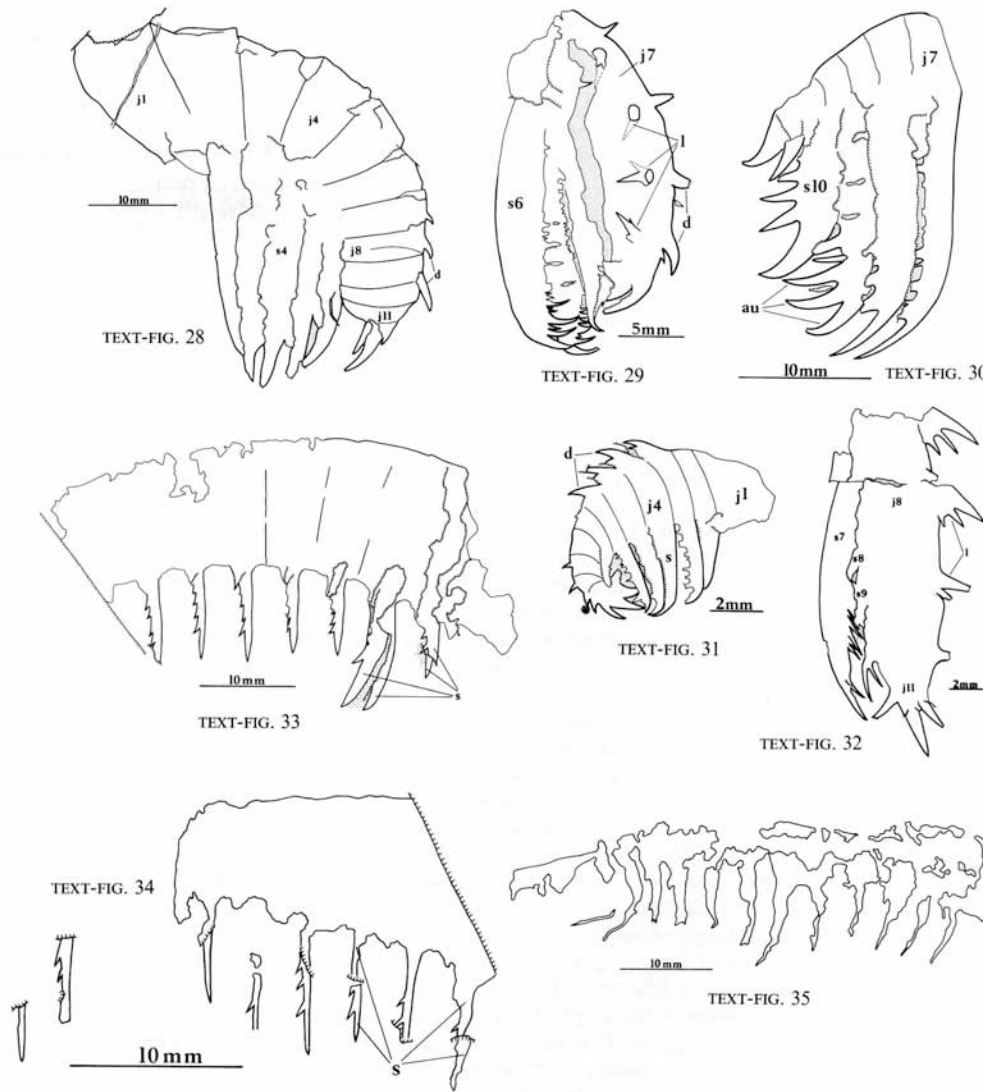 j1
j4
10mm
s4
j8
d
j11
TEXT-FIG. 28
j7
l
s6
d
5mm
TEXT-FIG. 29
j7
s10
au
10mm
TEXT-FIG. 30
d
j4
j1
s
2mm
TEXT-FIG. 31
j8
s7
s8
s9
l
j11
2mm
TEXT-FIG. 32
10mm
s
TEXT-FIG. 33
TEXT-FIG. 34
10mm
s
10mm
TEXT-FIG. 35